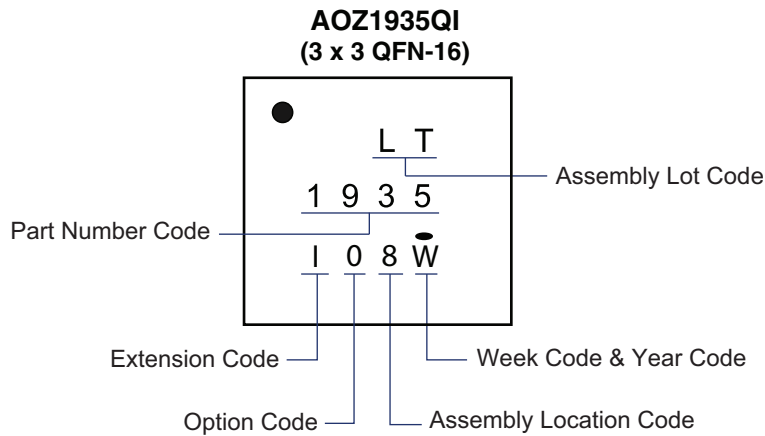 AOZ1935QI
(3 x 3 QFN-16)
L T
Assembly Lot Code
1 9 3 5
Part Number Code
I 0 8 W
Extension Code
Week Code & Year Code
Option Code
Assembly Location Code